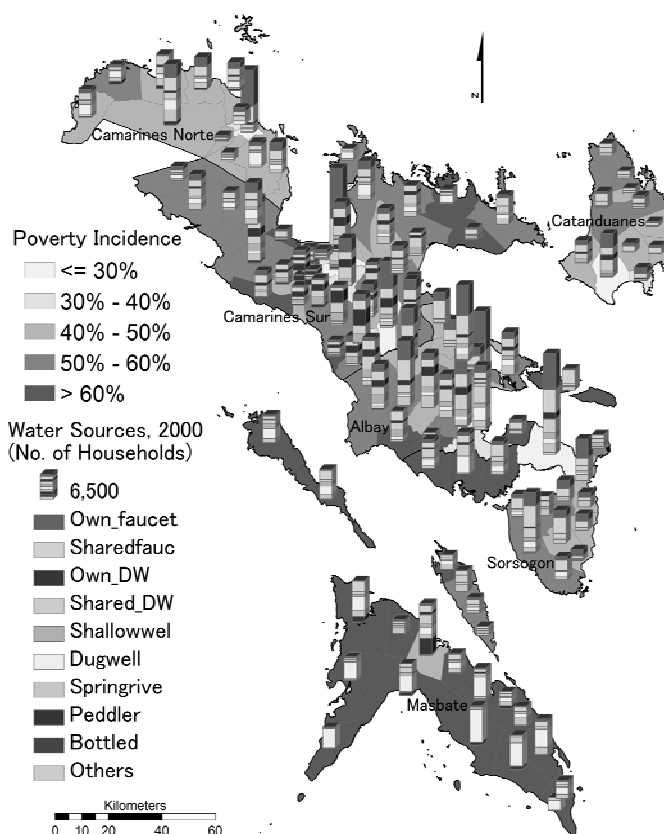 N
Camarines Norte
Catanduanes
Poverty Incidence
<= 30%
30% - 40%
40% - 50%
50% - 60%
> 60%
Camarines Sur
Albay
Water Sources, 2000
(No. of Households)
6,500
Own_faucet
Sharedfauc
Own_DW
Shared_DW
Shallowwel
Dugwell
Springrive
Peddler
Bottled
Others
Sorsogon
Masbate
Kilometers
0 10 20 40 60